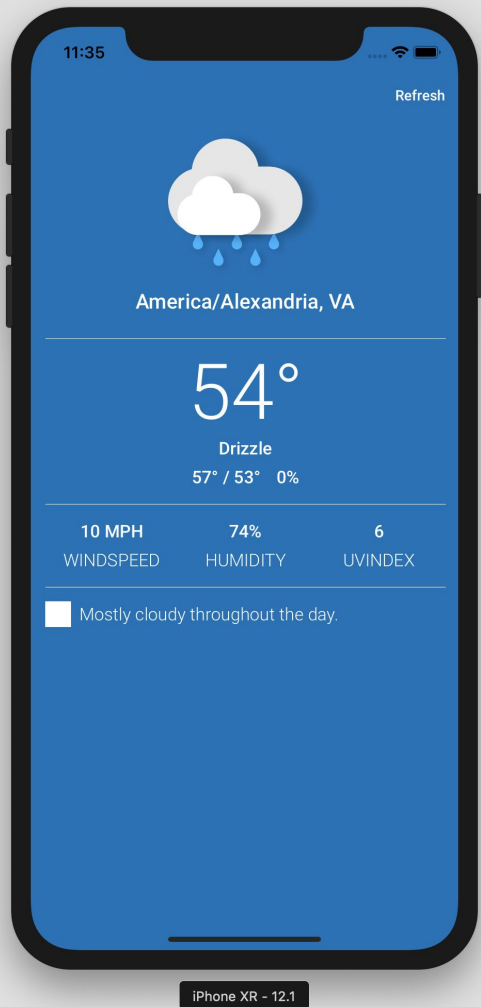 11:35
Refresh
America/Alexandria, VA
54°
Drizzle
57° / 53° 0%
10 MPH 74% 6
WINDSPEED HUMIDITY UVINDEX
Mostly cloudy throughout the day.
iPhone XR - 12.1